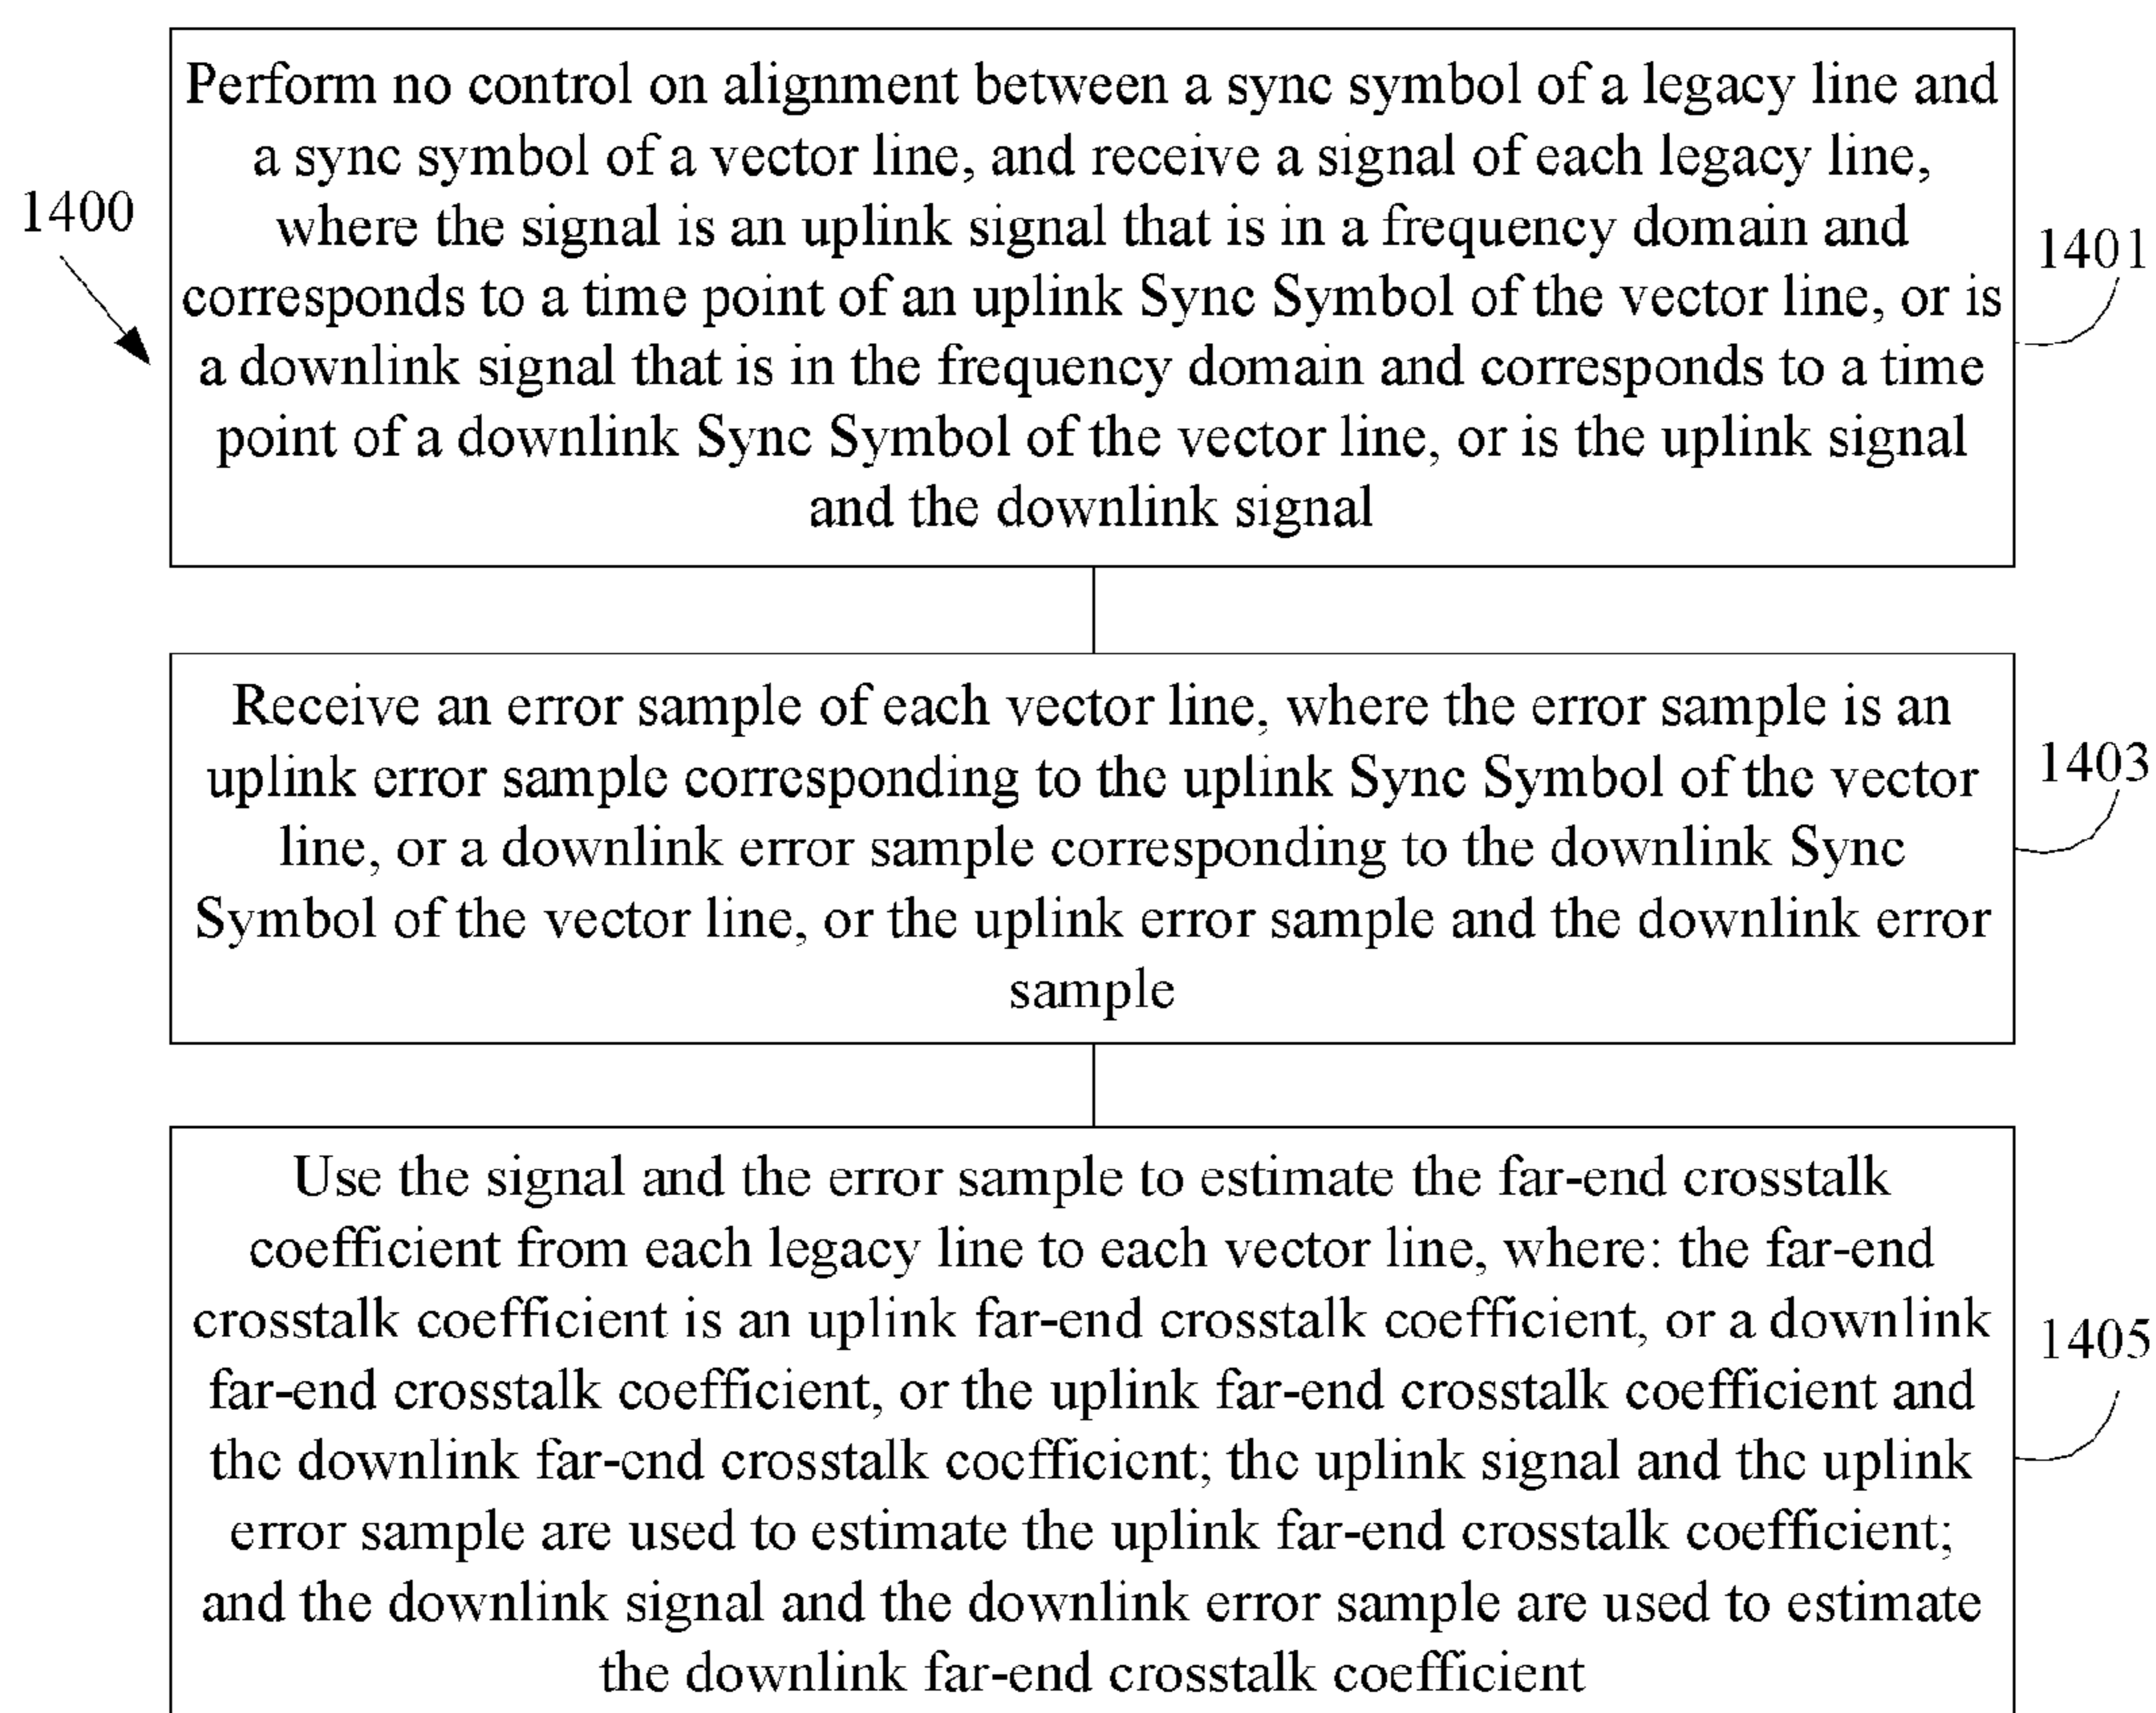 1400
Perform no control on alignment between a sync symbol of a legacy line and
a sync symbol of a vector line, and receive a signal of each legacy line,
where the signal is an uplink signal that is in a frequency domain and
corresponds to a time point of an uplink Sync Symbol of the vector line, or is
a downlink signal that is in the frequency domain and corresponds to a time
point of a downlink Sync Symbol of the vector line, or is the uplink signal
and the downlink signal
1401
Receive an error sample of each vector line, where the error sample is an
uplink error sample corresponding to the uplink Sync Symbol of the vector
line, or a downlink error sample corresponding to the downlink Sync
Symbol of the vector line, or the uplink error sample and the downlink error
sample
1403
Use the signal and the error sample to estimate the far-end crosstalk
coefficient from each legacy line to each vector line, where: the far-end
crosstalk coefficient is an uplink far-end crosstalk coefficient, or a downlink
far-end crosstalk coefficient, or the uplink far-end crosstalk coefficient and
the downlink far-end crosstalk coefficient; the uplink signal and the uplink
error sample are used to estimate the uplink far-end crosstalk coefficient;
and the downlink signal and the downlink error sample are used to estimate
the downlink far-end crosstalk coefficient
1405